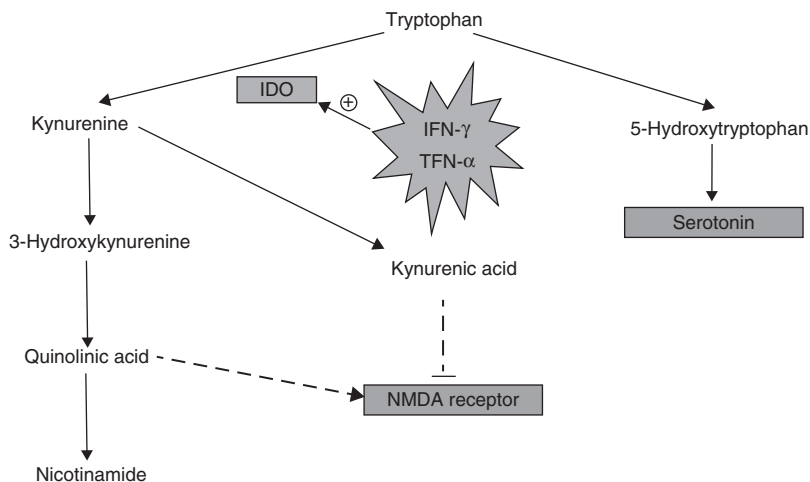 Tryptophan
IDO
+
IFN-γ
TFN-α
Kynurenine
5-Hydroxytryptophan
Serotonin
3-Hydroxykynurenine
Kynurenic acid
Quinolinic acid
NMDA receptor
Nicotinamide